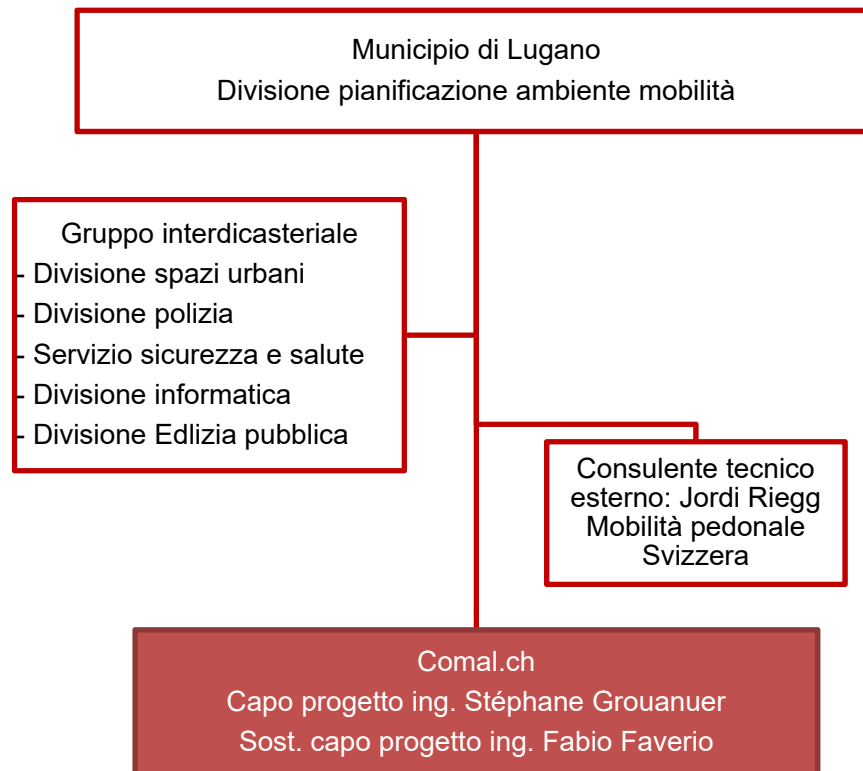 Municipio di Lugano
Divisione pianificazione ambiente mobilità
Gruppo interdicasteriale
- Divisione spazi urbani
- Divisione polizia
- Servizio sicurezza e salute
- Divisione informatica
- Divisione Edlizia pubblica
Consulente tecnico
esterno: Jordi Riegg
Mobilità pedonale
Svizzera
Comal.ch
Capo progetto ing. Stéphane Grouanuer
Sost. capo progetto ing. Fabio Faverio